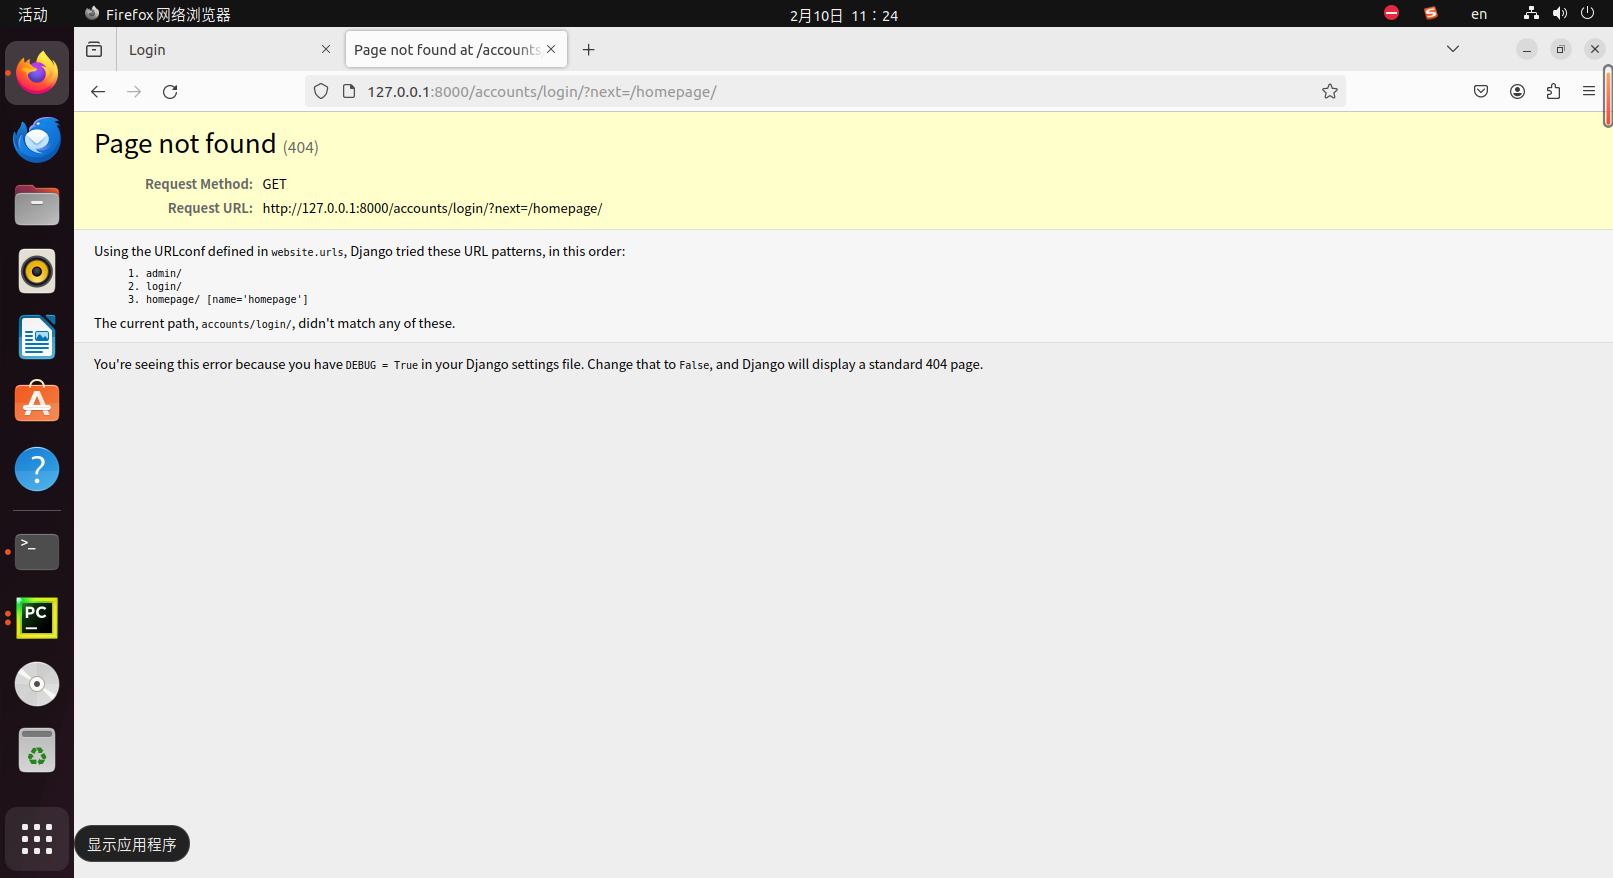 活动
Firefox 网络浏览器
2月10日 11：24
en
Login
Page not found at /accounts
127.0.0.1:8000/accounts/login/?next=/homepage/
Page not found (404)
Request Method: GET
Request URL: http://127.0.0.1:8000/accounts/login/?next=/homepage/
Using the URLconf defined in website.urls, Django tried these URL patterns, in this order:
1. admin/
2. login/
3. homepage/ [name='homepage']
The current path, accounts/login/, didn't match any of these.
You're seeing this error because you have DEBUG = True in your Django settings file. Change that to False, and Django will display a standard 404 page.
>_
PC
显示应用程序